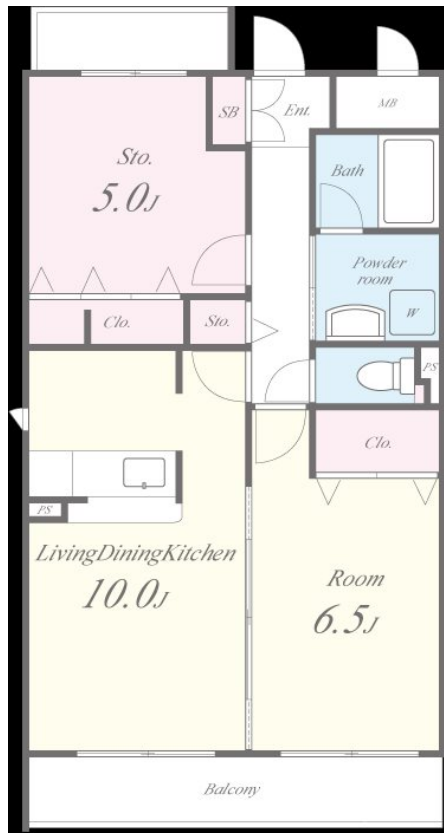 SB
Ent.
MB
Sto.
5.0J
Bath
Powder
room
W
Clo.
Sto.
PS
Clo.
PS
LivingDiningKitchen
10.0J
Room
6.5J
Balcony